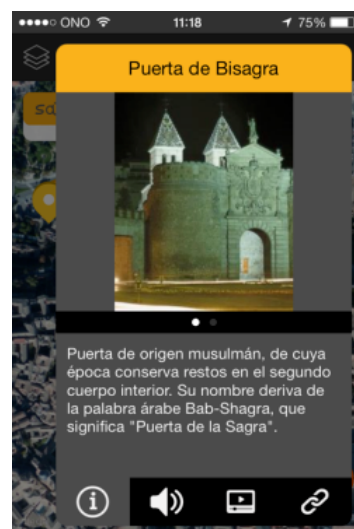 ONO 11:18 75%
Puerta de Bisagra
Puerta de origen musulmán, de cuya
época conserva restos en el segundo
cuerpo interior. Su nombre deriva de
la palabra árabe Bab-Shagra, que
significa "Puerta de la Sagra".